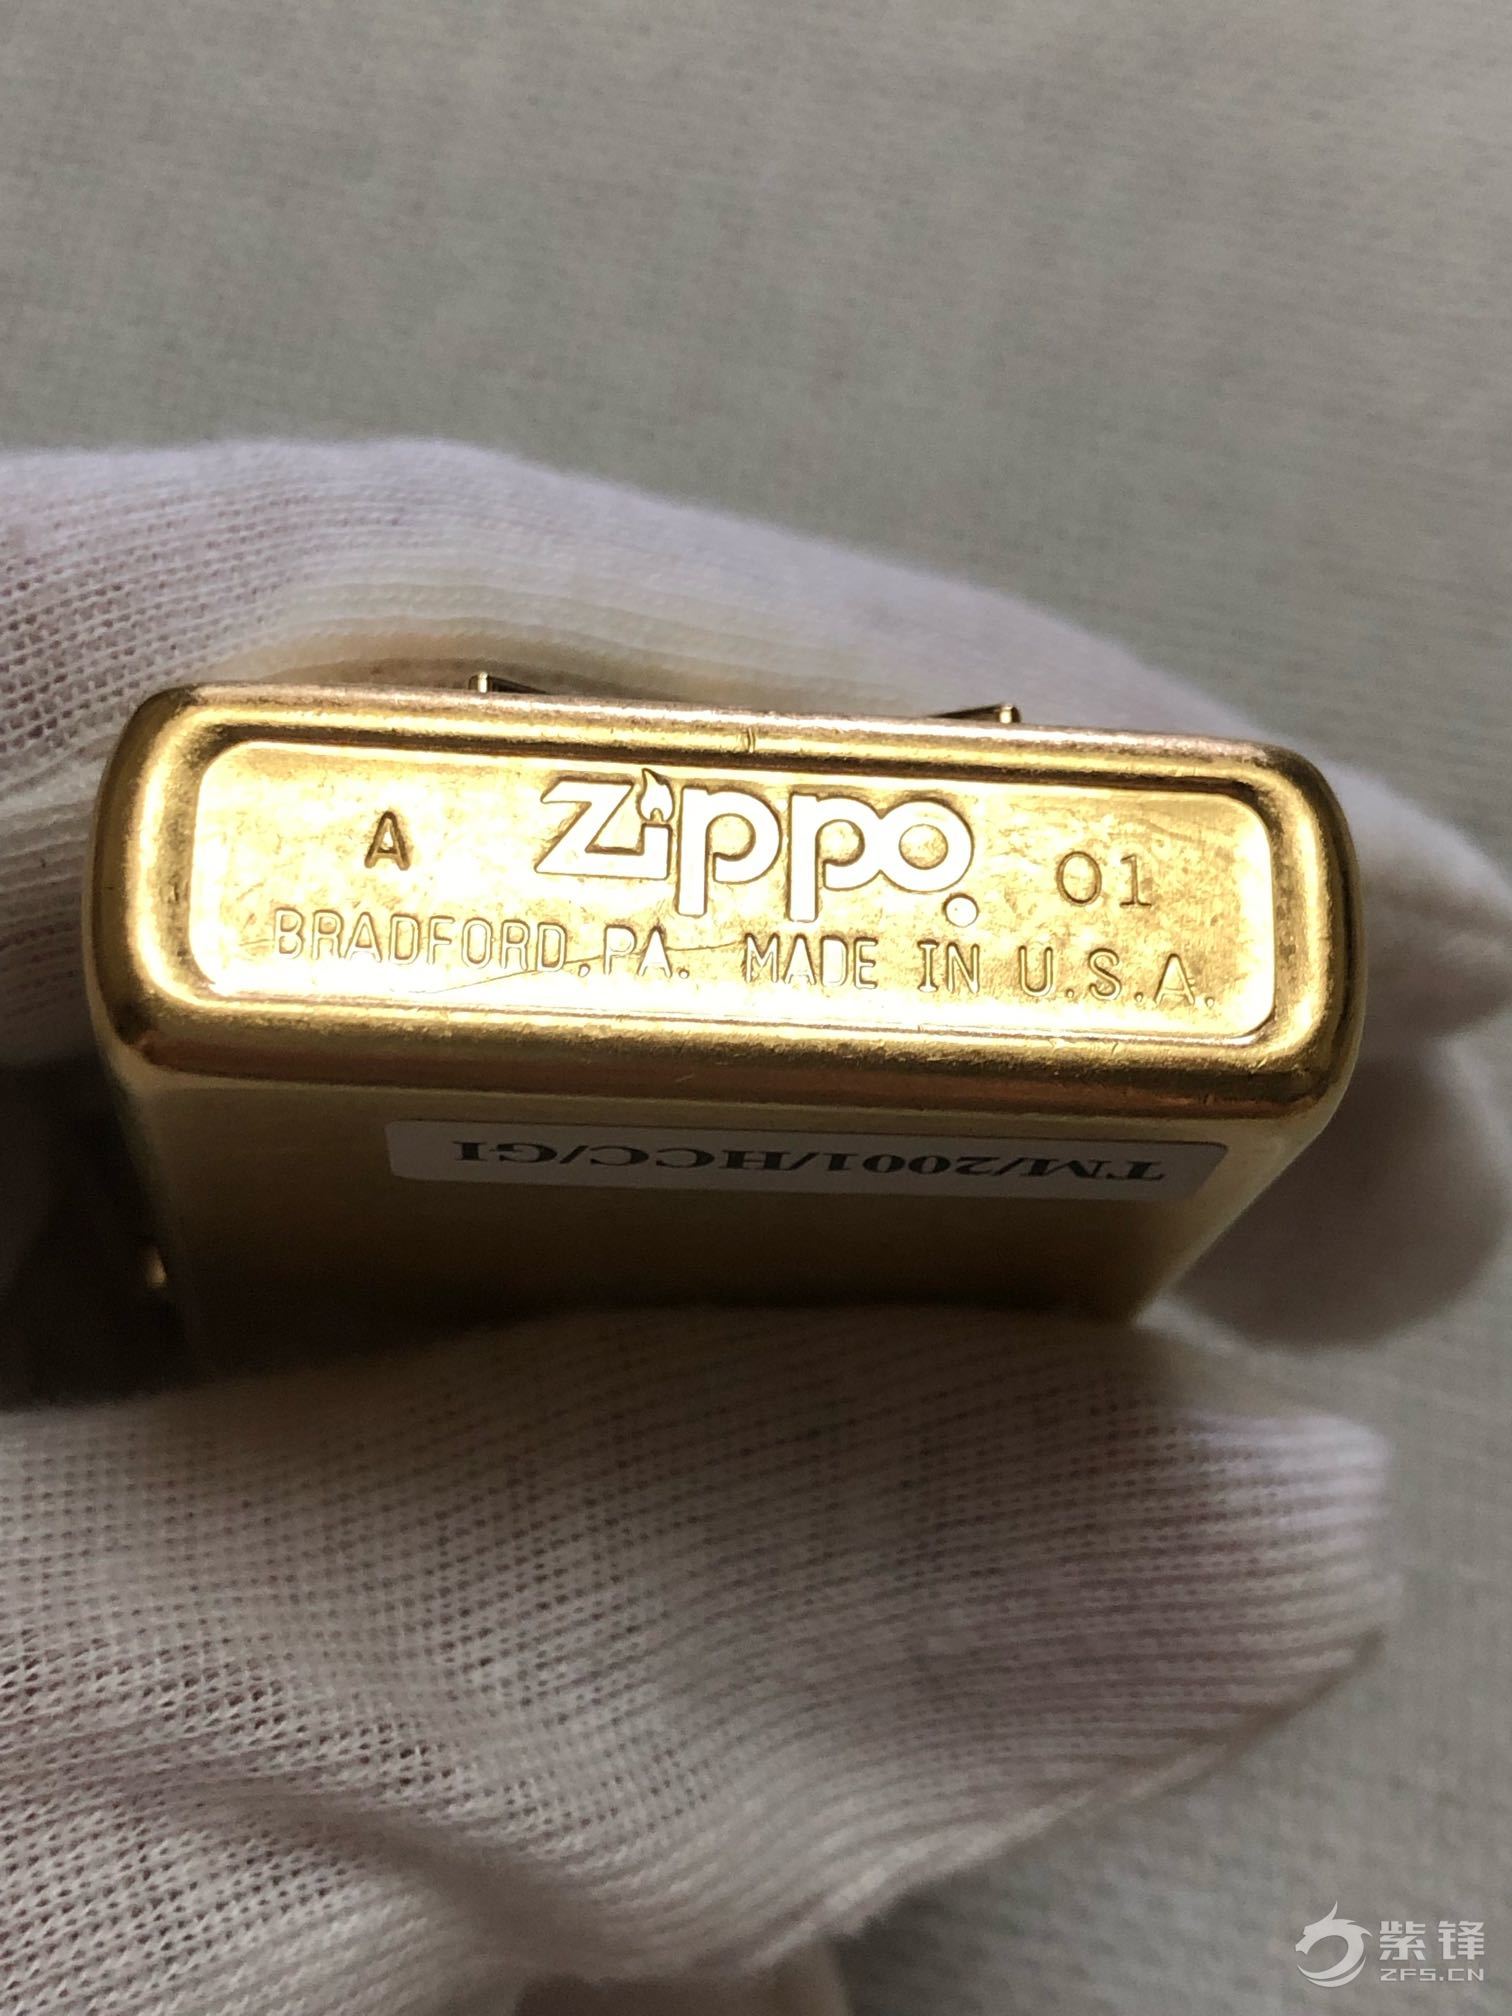 A zippo 01
BRADFORD, PA. MADE IN U.S.A.
TM/2001/HCC/GI
紫锋
ZFS.CN